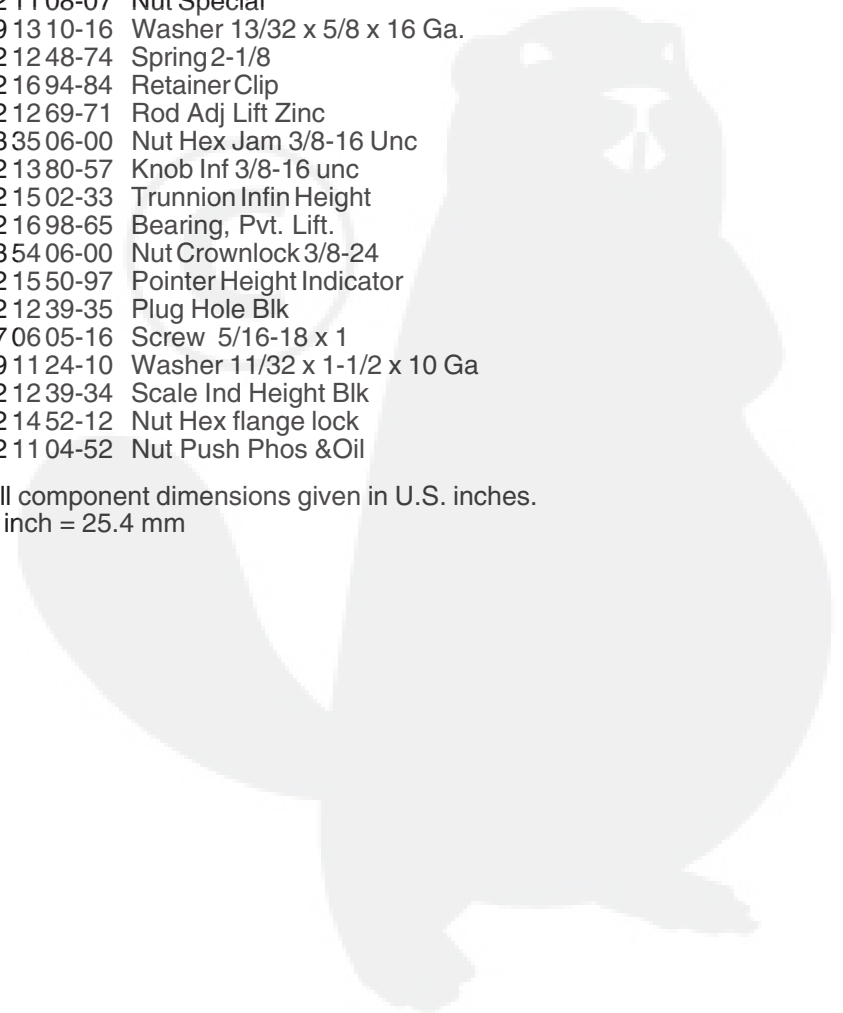 2 11 08-07 Nut Special
9 13 10-16 Washer 13/32 x 5/8 x 16 Ga.
2 12 48-74 Spring 2-1/8
2 16 94-84 Retainer Clip
2 12 69-71 Rod Adj Lift Zinc
3 35 06-00 Nut Hex Jam 3/8-16 Unc
2 13 80-57 Knob Inf 3/8-16 unc
2 15 02-33 Trunnion Infin Height
2 16 98-65 Bearing, Pvt. Lift.
3 54 06-00 Nut Crownlock 3/8-24
2 15 50-97 Pointer Height Indicator
2 12 39-35 Plug Hole Blk
7 06 05-16 Screw 5/16-18 x 1
9 11 24-10 Washer 11/32 x 1-1/2 x 10 Ga
2 12 39-34 Scale Ind Height Blk
2 14 52-12 Nut Hex flange lock
2 11 04-52 Nut Push Phos &Oil
ll component dimensions given in U.S. inches.
inch = 25.4 mm